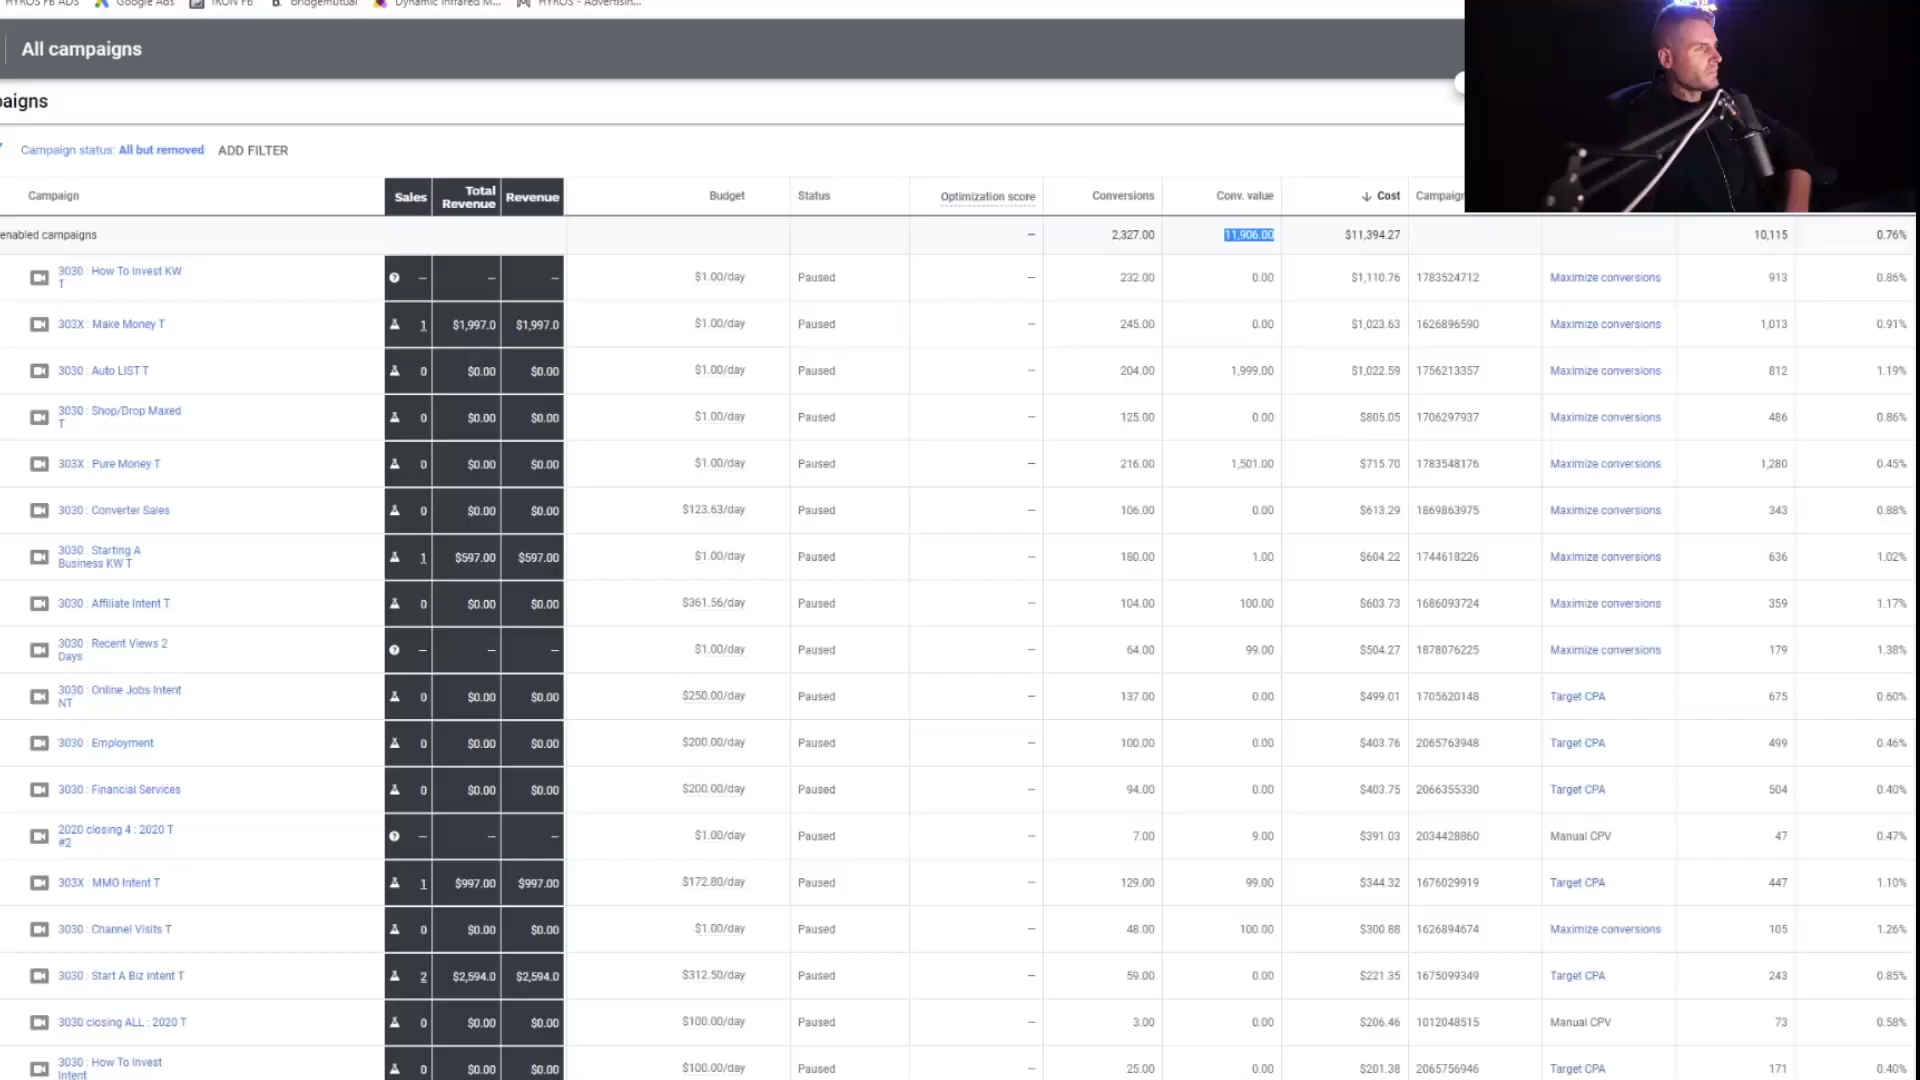 HYROS FB ADS Google Ads IRON FB b. bridgemutual Dynamic Infrared M... HYROS - Advertisin...
All campaigns
paigns
Campaign status: All but removed ADD FILTER
Campaign Sales Total Revenue Revenue Budget Status Optimization score Conversions Conv. value Cost Campaign
enabled campaigns – 2,327.00 11,906.00 $11,394.27 10,115 0.76%
3030 : How To Invest KW T – – – $1.00/day Paused – 232.00 0.00 $1,110.76 1783524712 Maximize conversions 913 0.86%
303X : Make Money T 1 $1,997.0 $1,997.0 $1.00/day Paused – 245.00 0.00 $1,023.63 1626896590 Maximize conversions 1,013 0.91%
3030 : Auto LIST T 0 $0.00 $0.00 $1.00/day Paused – 204.00 1,999.00 $1,022.59 1756213357 Maximize conversions 812 1.19%
3030 : Shop/Drop Maxed T 0 $0.00 $0.00 $1.00/day Paused – 125.00 0.00 $805.05 1706297937 Maximize conversions 486 0.86%
303X : Pure Money T 0 $0.00 $0.00 $1.00/day Paused – 216.00 1,501.00 $715.70 1783548176 Maximize conversions 1,280 0.45%
3030 : Converter Sales 0 $0.00 $0.00 $123.63/day Paused – 106.00 0.00 $613.29 1869863975 Maximize conversions 343 0.88%
3030 : Starting A Business KW T 1 $597.00 $597.00 $1.00/day Paused – 180.00 1.00 $604.22 1744618226 Maximize conversions 636 1.02%
3030 : Affiliate Intent T 0 $0.00 $0.00 $361.56/day Paused – 104.00 100.00 $603.73 1686093724 Maximize conversions 359 1.17%
3030 : Recent Views 2 Days – – – $1.00/day Paused – 64.00 99.00 $504.27 1878076225 Maximize conversions 179 1.38%
3030 : Online Jobs Intent NT 0 $0.00 $0.00 $250.00/day Paused – 137.00 0.00 $499.01 1705620148 Target CPA 675 0.60%
3030 : Employment 0 $0.00 $0.00 $200.00/day Paused – 100.00 0.00 $403.76 2065763948 Target CPA 499 0.46%
3030 : Financial Services 0 $0.00 $0.00 $200.00/day Paused – 94.00 0.00 $403.75 2066355330 Target CPA 504 0.40%
2020 closing 4 : 2020 T #2 – – – $1.00/day Paused – 7.00 9.00 $391.03 2034428860 Manual CPV 47 0.47%
303X : MMO Intent T 1 $997.00 $997.00 $172.80/day Paused – 129.00 99.00 $344.32 1676029919 Target CPA 447 1.10%
3030 : Channel Visits T 0 $0.00 $0.00 $1.00/day Paused – 48.00 100.00 $300.88 1626894674 Maximize conversions 105 1.26%
3030 : Start A Biz Intent T 2 $2,594.0 $2,594.0 $312.50/day Paused – 59.00 0.00 $221.35 1675099349 Target CPA 243 0.85%
3030 closing ALL : 2020 T 0 $0.00 $0.00 $100.00/day Paused – 3.00 0.00 $206.46 1012048515 Manual CPV 73 0.58%
3030 : How To Invest Intent 0 $0.00 $0.00 $100.00/day Paused – 25.00 0.00 $201.38 2065756946 Target CPA 171 0.40%